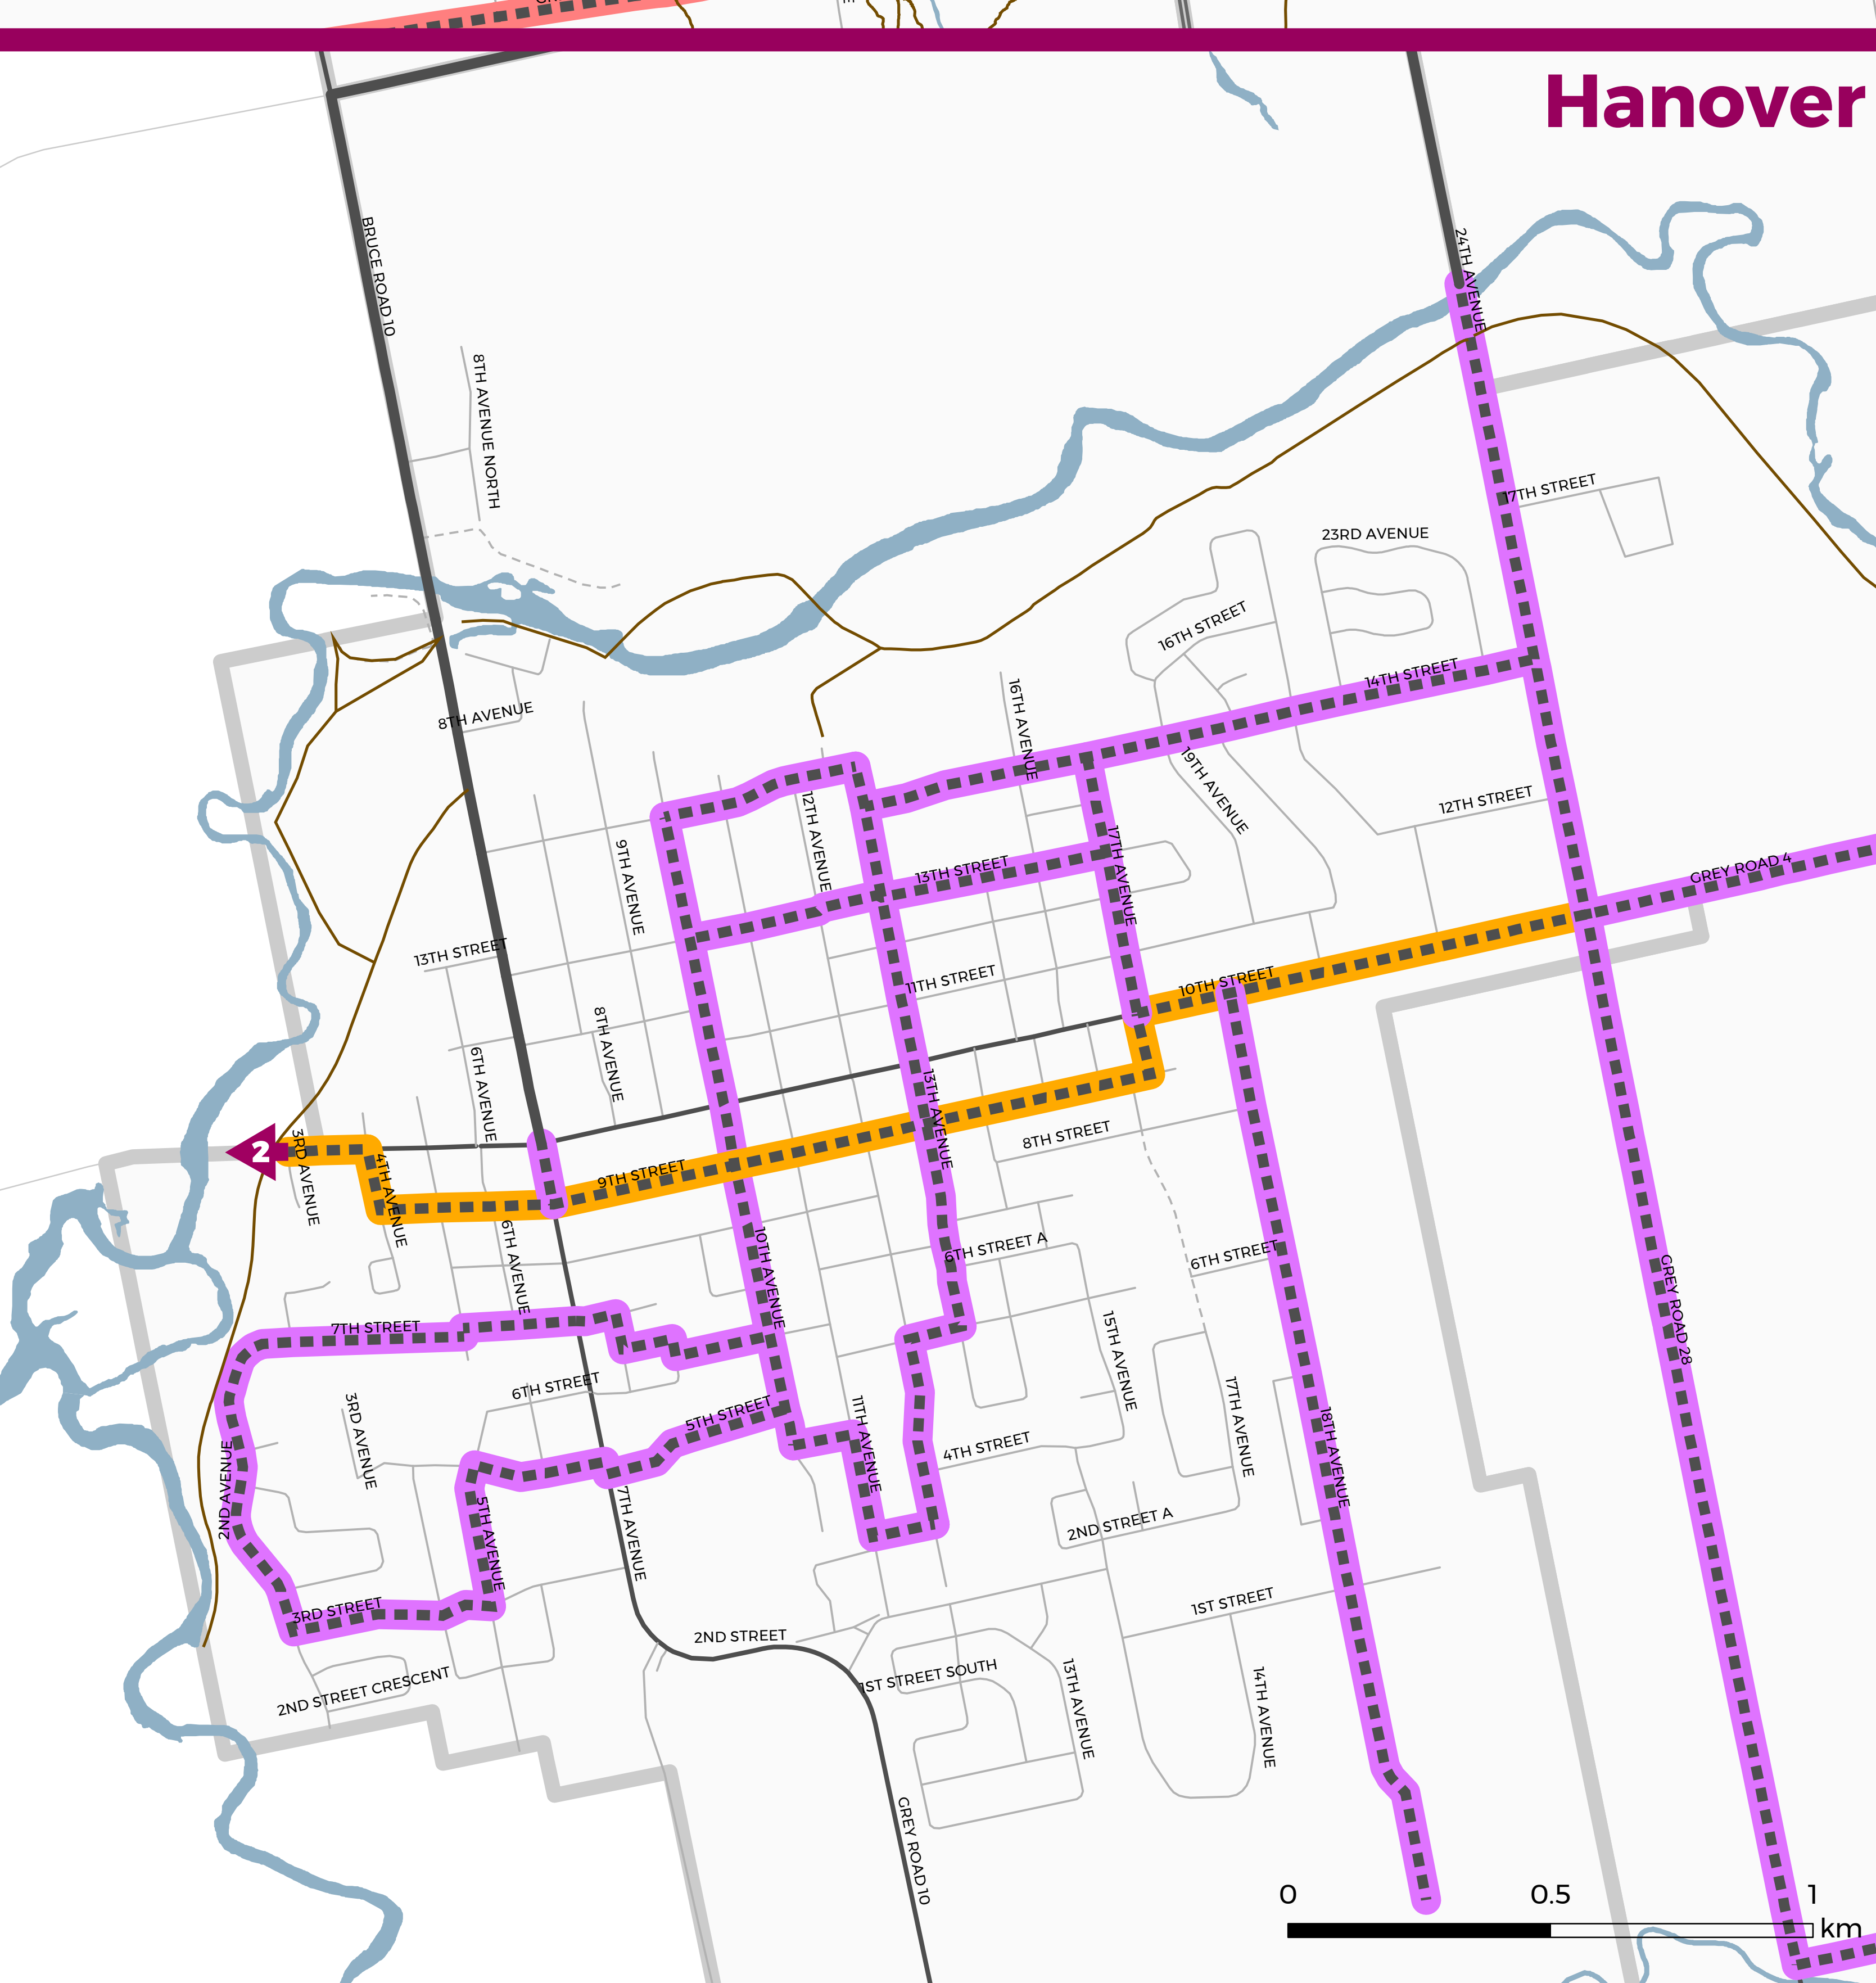 Hanover
BRUCE ROAD 10
24TH AVENUE
8TH AVENUE NORTH
17TH STREET
23RD AVENUE
16TH STREET
14TH STREET
8TH AVENUE
16TH AVENUE
19TH AVENUE
12TH STREET
12TH AVENUE
9TH AVENUE
13TH STREET
17TH AVENUE
GREY ROAD 4
13TH STREET
11TH STREET
10TH STREET
8TH AVENUE
6TH AVENUE
13TH AVENUE
8TH STREET
2
3RD AVENUE
4TH AVENUE
9TH STREET
6TH AVENUE
10TH AVENUE
6TH STREET A
6TH STREET
GREY ROAD 28
7TH STREET
15TH AVENUE
6TH STREET
3RD AVENUE
5TH STREET
11TH AVENUE
17TH AVENUE
18TH AVENUE
4TH STREET
2ND AVENUE
5TH AVENUE
7TH AVENUE
2ND STREET A
3RD STREET
1ST STREET
2ND STREET
1ST STREET SOUTH
2ND STREET CRESCENT
13TH AVENUE
14TH AVENUE
GREY ROAD 10
0 0.5 1
km